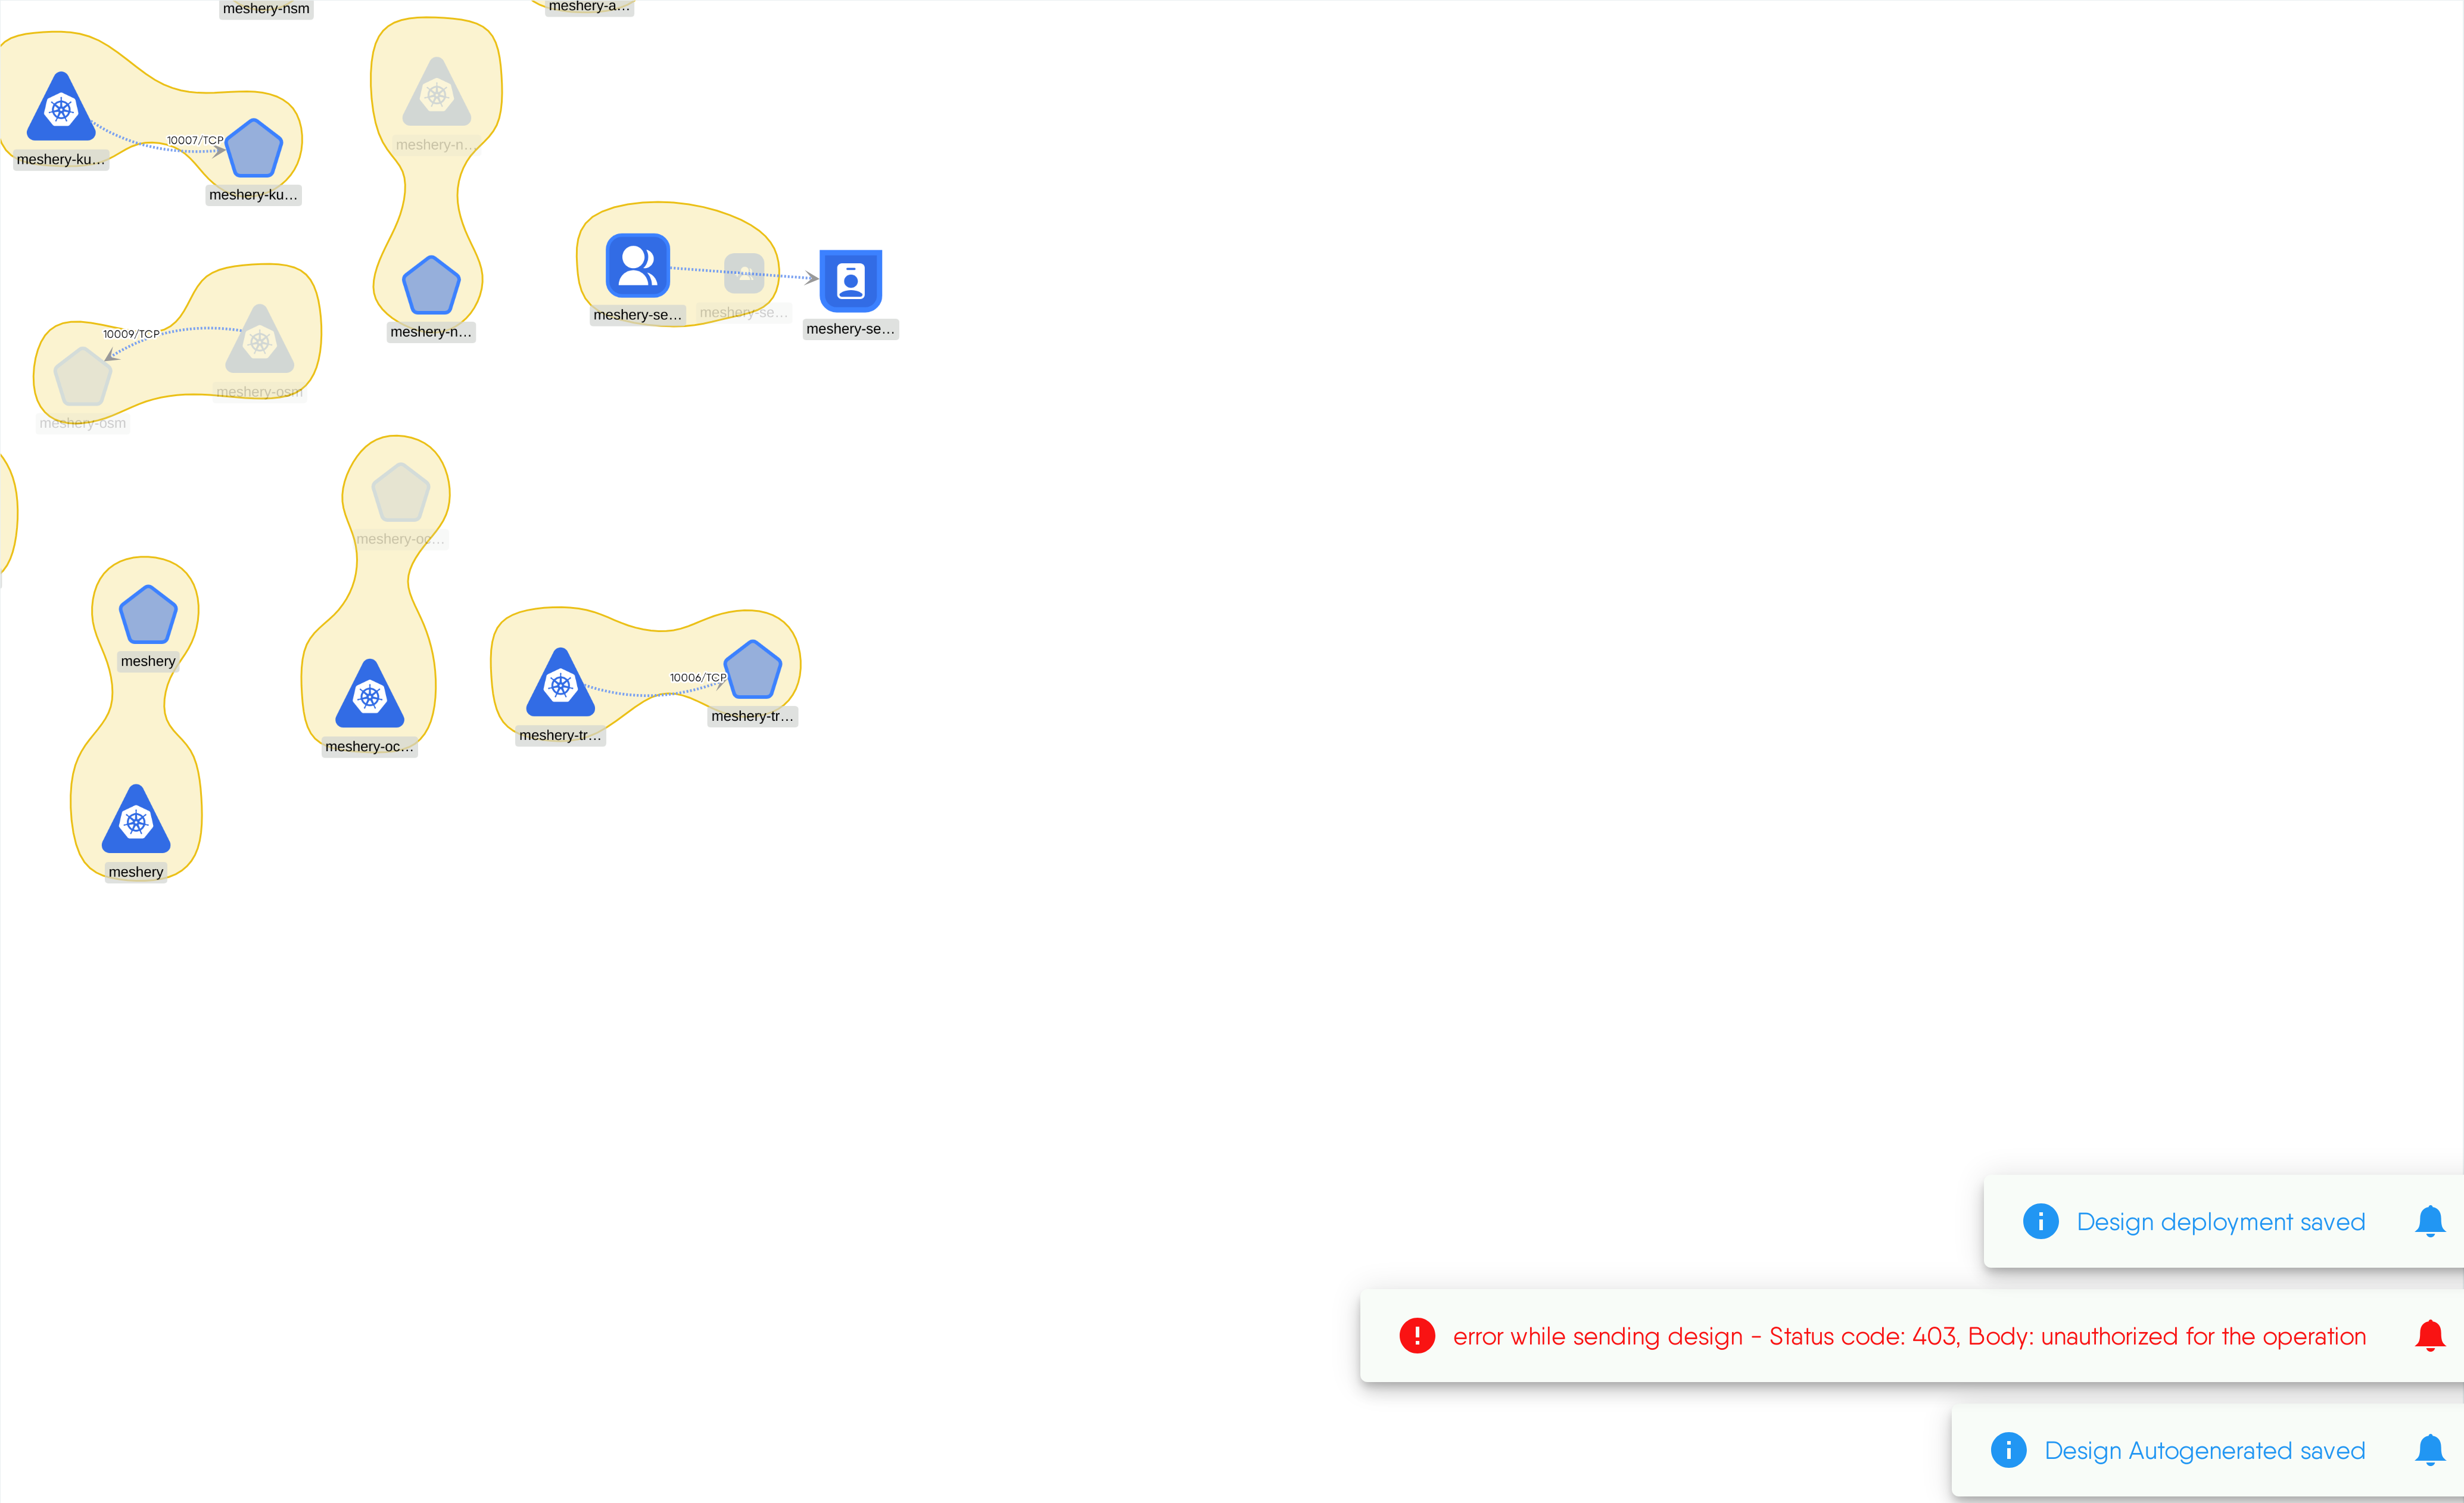 meshery-nsm
meshery-a...
10007/TCP
meshery-ku...
meshery-ku...
meshery-n...
meshery-n...
meshery-se...
meshery-se...
meshery-se...
10009/TCP
meshery-osm
meshery-osm
meshery-oc...
meshery-oc...
meshery
meshery
10006/TCP
meshery-tr...
meshery-tr...
Design deployment saved
error while sending design - Status code: 403, Body: unauthorized for the operation
Design Autogenerated saved